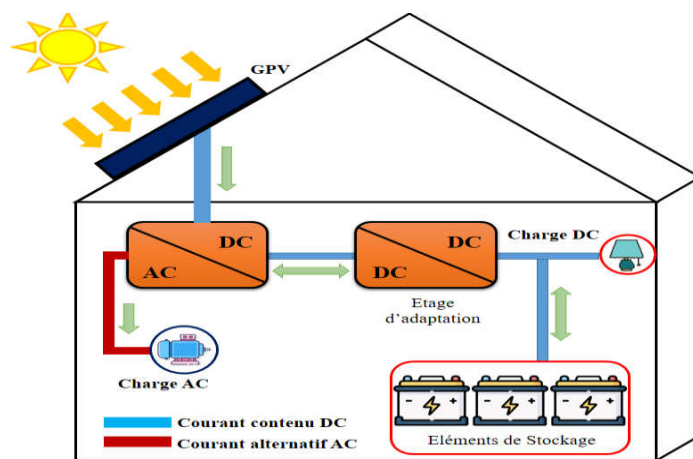 GPV
DC
AC
DC
DC
Charge DC
Etage
d'adaptation
Charge AC
Courant contenu DC
Courant alternatif AC
- + - + - +
Eléments de Stockage